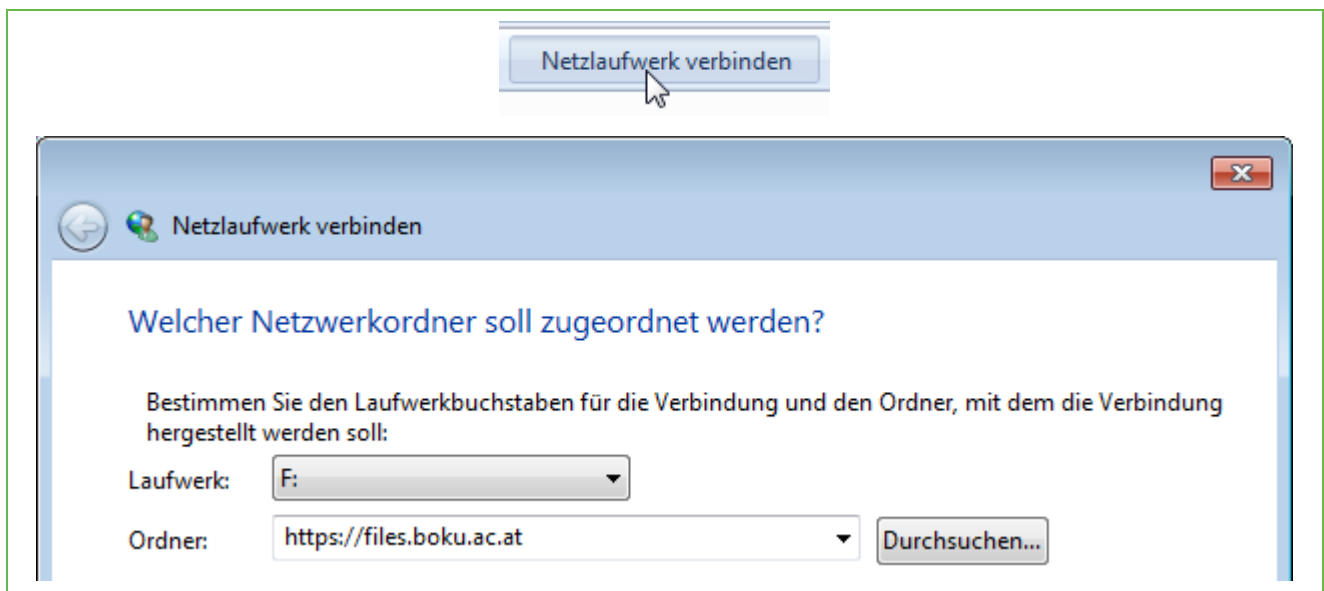 Netzlaufwerk verbinden
Netzlaufwerk verbinden
Welcher Netzwerkordner soll zugeordnet werden?
Bestimmen Sie den Laufwerkbuchstaben für die Verbindung und den Ordner, mit dem die Verbindung
hergestellt werden soll:
Laufwerk: F:
Ordner: https://files.boku.ac.at Durchsuchen...